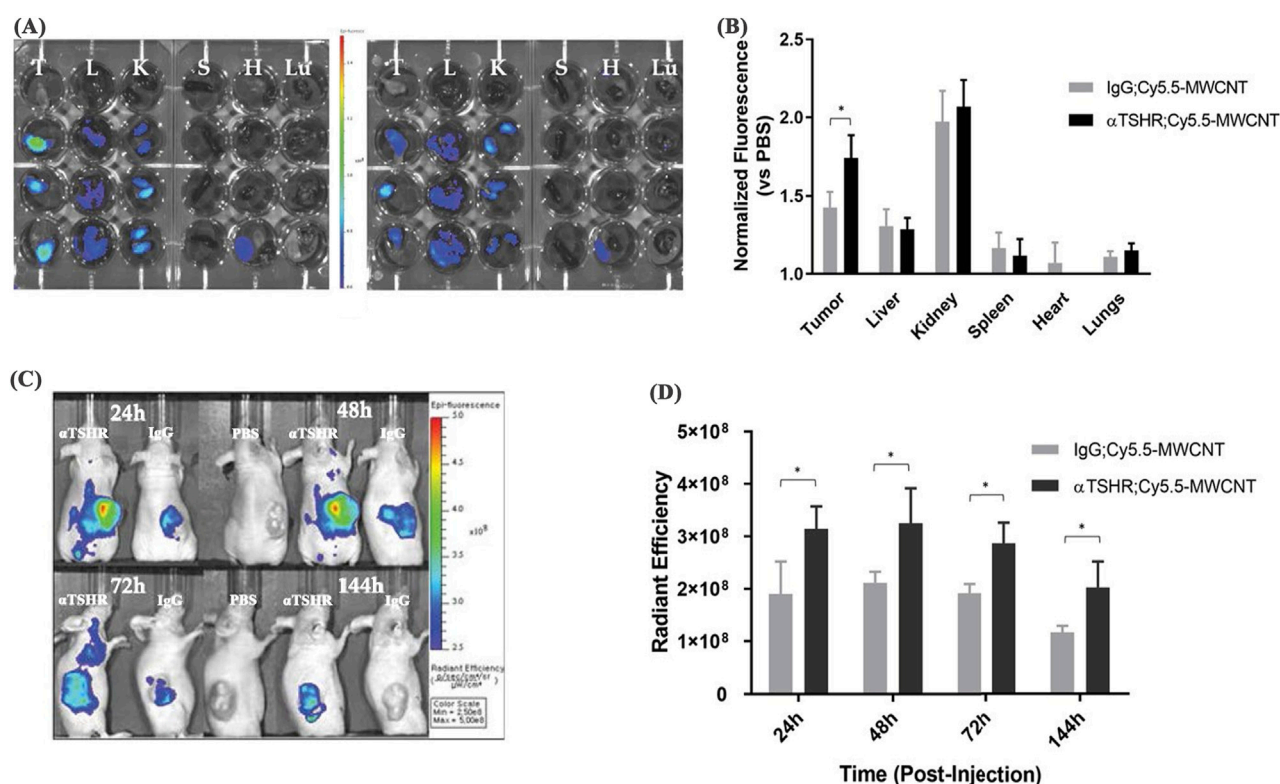 (A)
T L K S H Lu
T L K S H Lu
(B)
Normalized Fluorescence
(vs PBS)
2.5
2.0
1.5
1.0
*
IgG;Cy5.5-MWCNT
αTSHR;Cy5.5-MWCNT
Tumor
Liver
Kidney
Spleen
Heart
Lungs
(C)
24h 48h
αTSHR IgG PBS αTSHR IgG
72h 144h
αTSHR IgG PBS αTSHR IgG
Epi-fluorescence
5.0
4.5
4.0
x10⁸
3.5
3.0
2.5
Radiant Efficiency
(p/sec/cm²/sr
µW/cm²)
Color Scale
Min = 2.50e8
Max = 5.00e8
(D)
Radiant Efficiency
5×10⁸
4×10⁸
3×10⁸
2×10⁸
1×10⁸
0
* * * *
IgG;Cy5.5-MWCNT
αTSHR;Cy5.5-MWCNT
24h
48h
72h
144h
Time (Post-Injection)